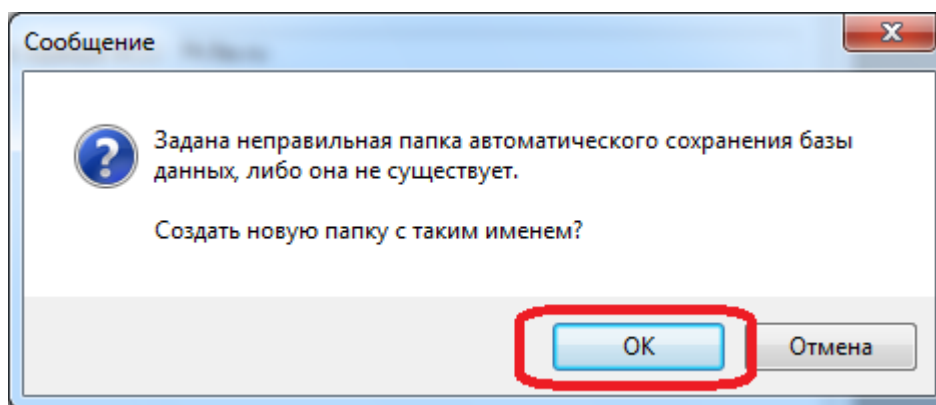 Сообщение
Задана неправильная папка автоматического сохранения базы
данных, либо она не существует.
Создать новую папку с таким именем?
OK
Отмена